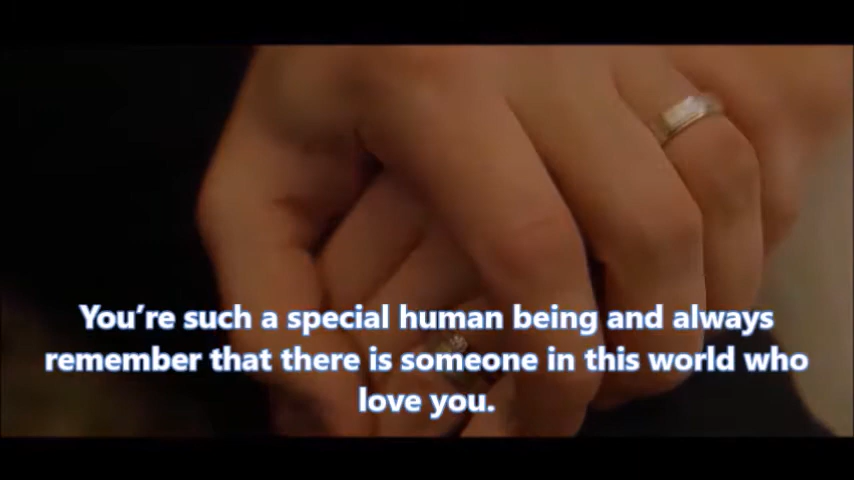 You’re such a special human being and always
remember that there is someone in this world who
love you.